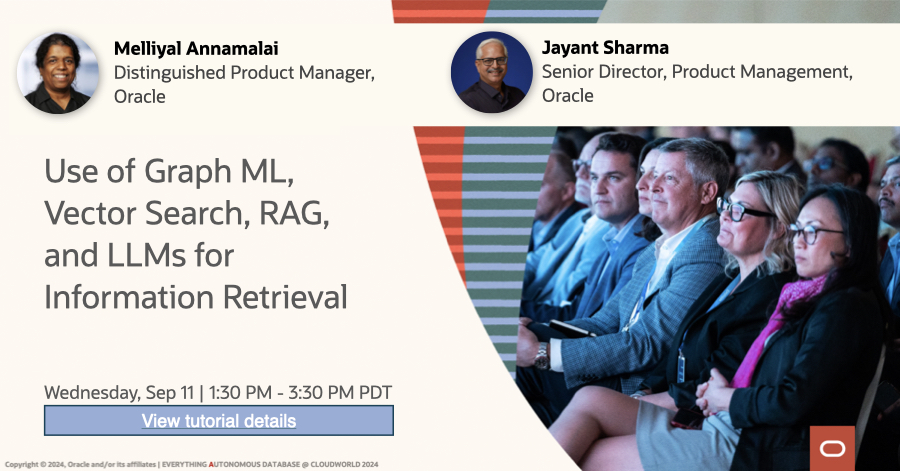 Melliyal Annamalai
Distinguished Product Manager,
Oracle
Jayant Sharma
Senior Director, Product Management,
Oracle
Use of Graph ML,
Vector Search, RAG,
and LLMs for
Information Retrieval
Wednesday, Sep 11 | 1:30 PM - 3:30 PM PDT
View tutorial details
Copyright © 2024, Oracle and/or its affiliates | EVERYTHING AUTONOMOUS DATABASE @ CLOUDWORLD 2024